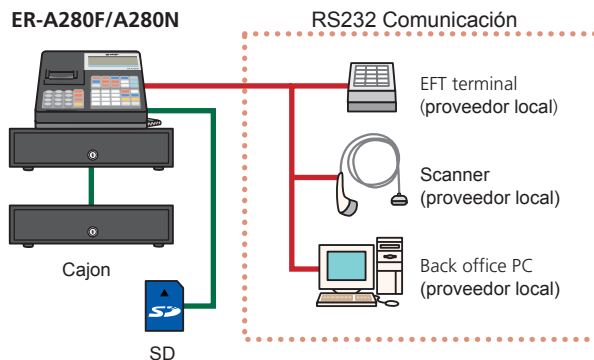 ER-A280F/A280N
RS232 Comunicación
EFT terminal
(proveedor local)
Scanner
(proveedor local)
Back office PC
(proveedor local)
Cajon
SD
SD